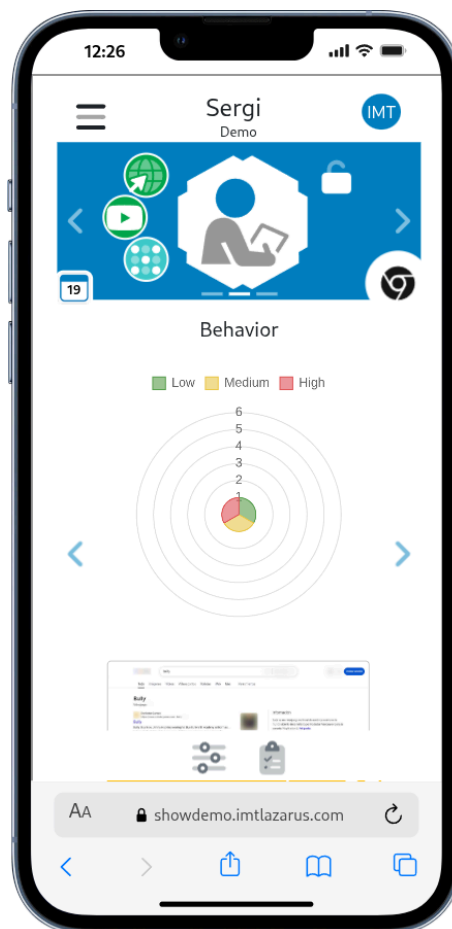 12:26
Sergi
IMT
Demo
19
Behavior
Low Medium High
6
5
4
3
2
1
Bully
AA showdemo.imtlazarus.com